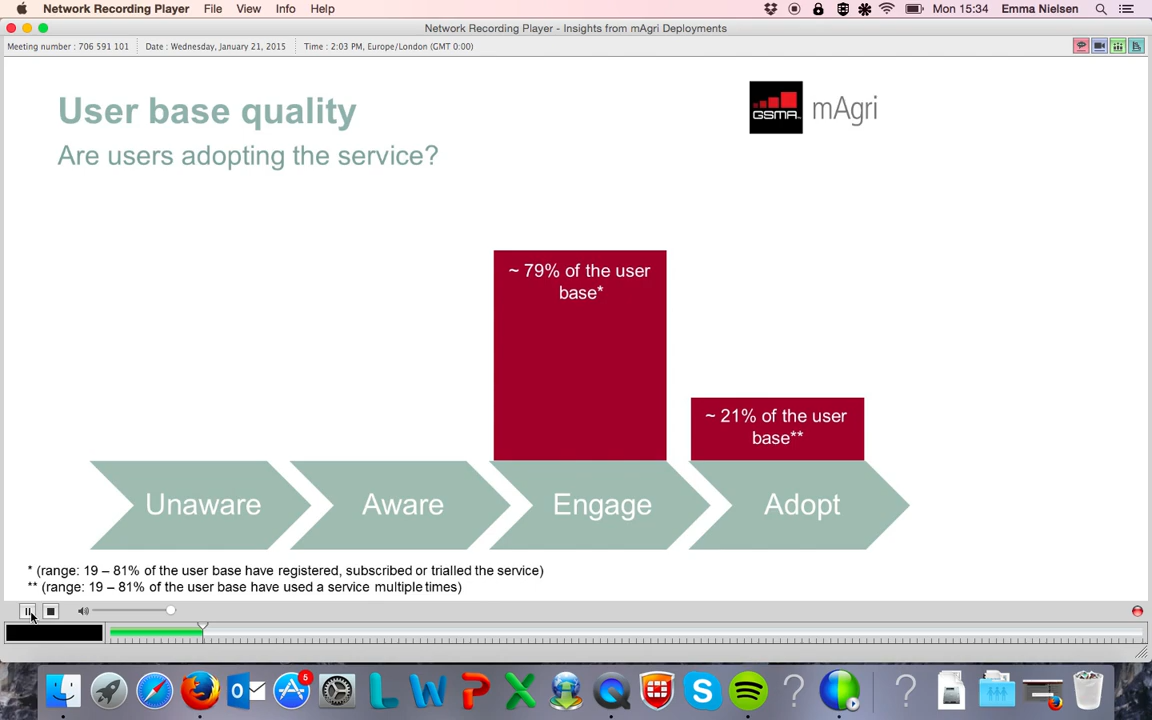 Network Recording Player File View Info Help Mon 15:34 Emma Nielsen
Network Recording Player - Insights from mAgri Deployments
Meeting number : 706 591 101 Date : Wednesday, January 21, 2015 Time : 2:03 PM, Europe/London (GMT 0:00)
User base quality
Are users adopting the service?
GSMA mAgri
~ 79% of the user
base*
~ 21% of the user
base**
Unaware Aware Engage Adopt
* (range: 19 – 81% of the user base have registered, subscribed or trialled the service)
** (range: 19 – 81% of the user base have used a service multiple times)
5